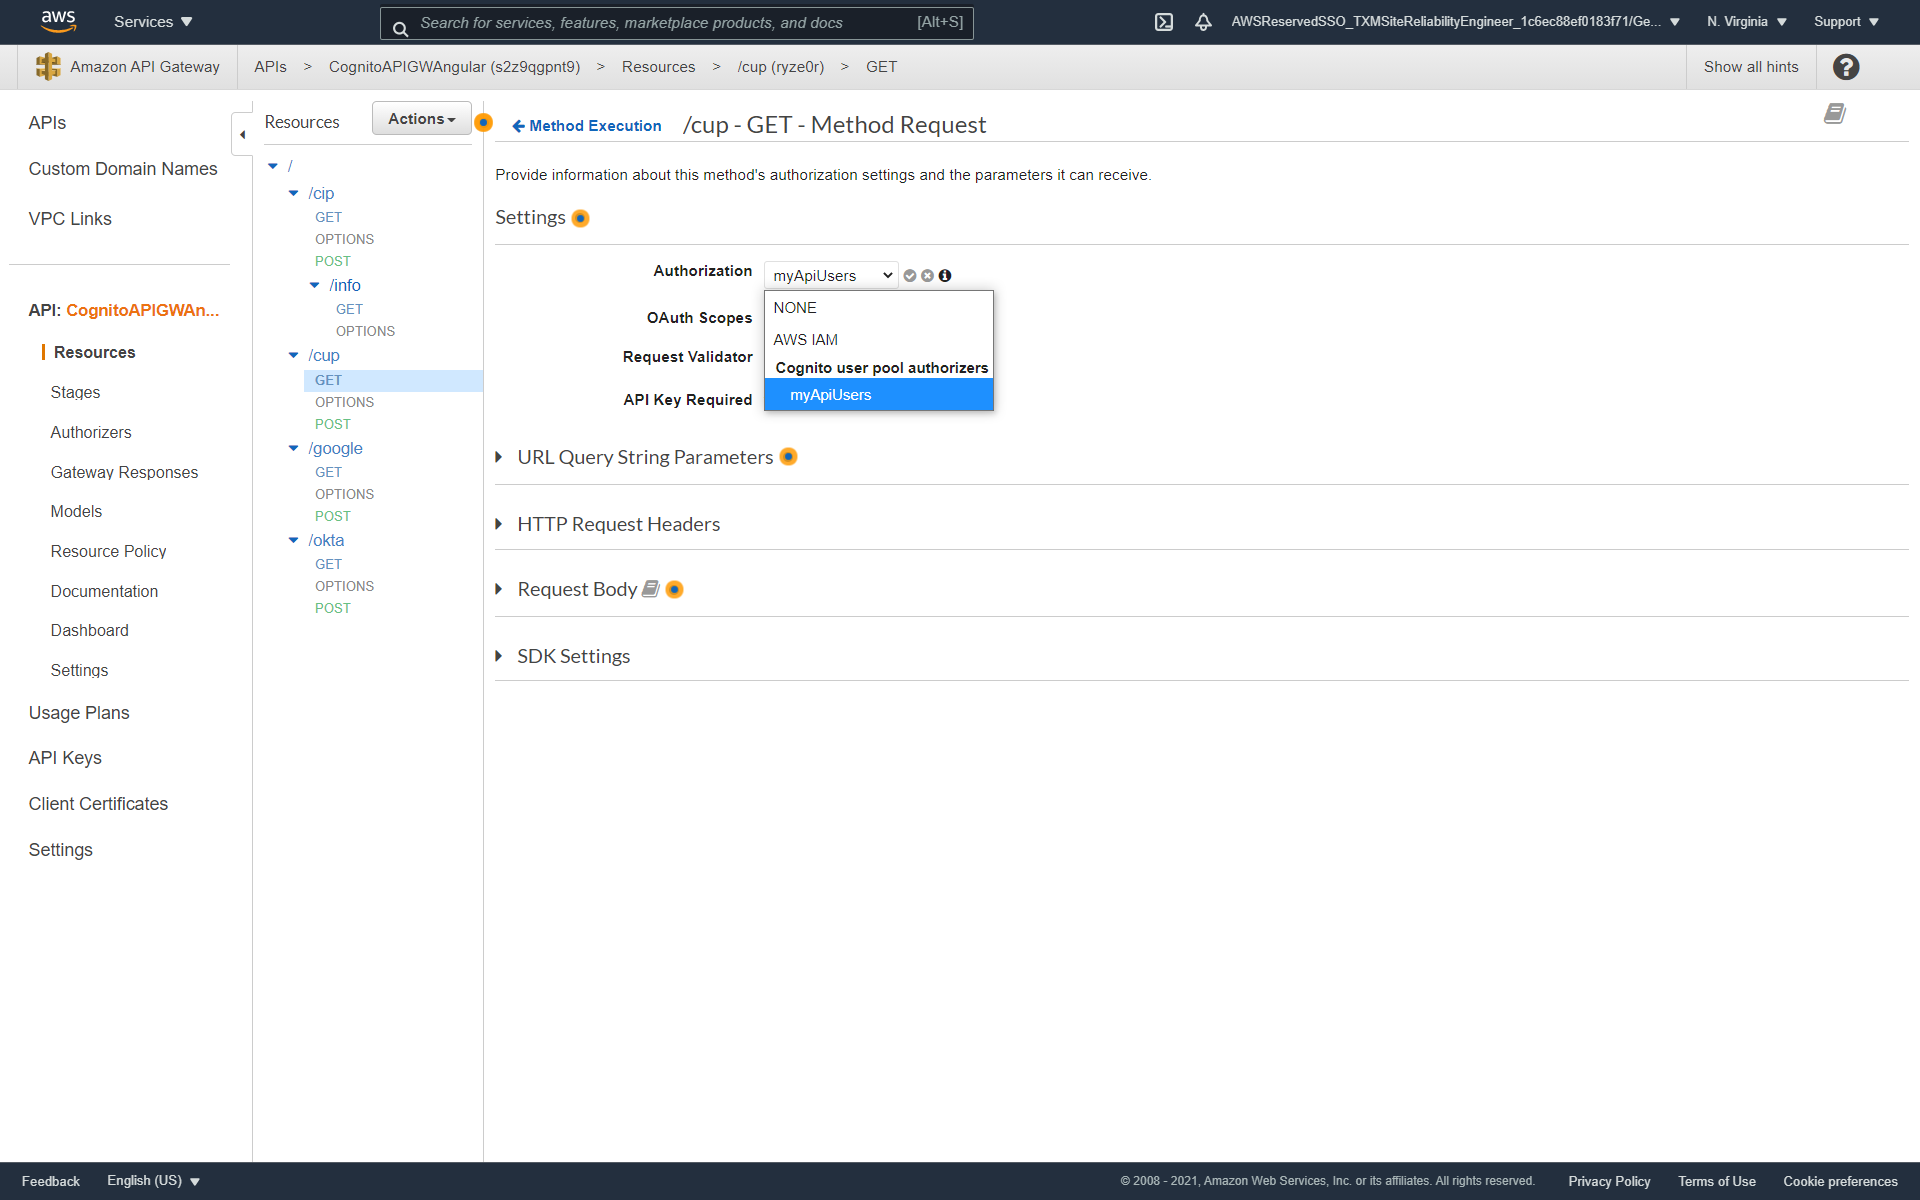 aws Services Search for services, features, marketplace products, and docs [Alt+S] AWSReservedSSO_TXMSiteReliabilityEngineer_1c6ec88ef0183f71/Ge... N. Virginia Support
Amazon API Gateway APIs > CognitoAPIGWAngular (s2z9qgpnt9) > Resources > /cup (ryze0r) > GET Show all hints ?
APIs
Custom Domain Names
VPC Links
API: CognitoAPIGWAn...
Resources
Stages
Authorizers
Gateway Responses
Models
Resource Policy
Documentation
Dashboard
Settings
Usage Plans
API Keys
Client Certificates
Settings
Resources Actions
/
/cip
GET
OPTIONS
POST
/info
GET
OPTIONS
/cup
GET
OPTIONS
POST
/google
GET
OPTIONS
POST
/okta
GET
OPTIONS
POST
Method Execution /cup - GET - Method Request
Provide information about this method's authorization settings and the parameters it can receive.
Settings
Authorization myApiUsers
OAuth Scopes
Request Validator
API Key Required
NONE
AWS IAM
Cognito user pool authorizers
myApiUsers
URL Query String Parameters
HTTP Request Headers
Request Body
SDK Settings
Feedback English (US) © 2008 - 2021, Amazon Web Services, Inc. or its affiliates. All rights reserved. Privacy Policy Terms of Use Cookie preferences